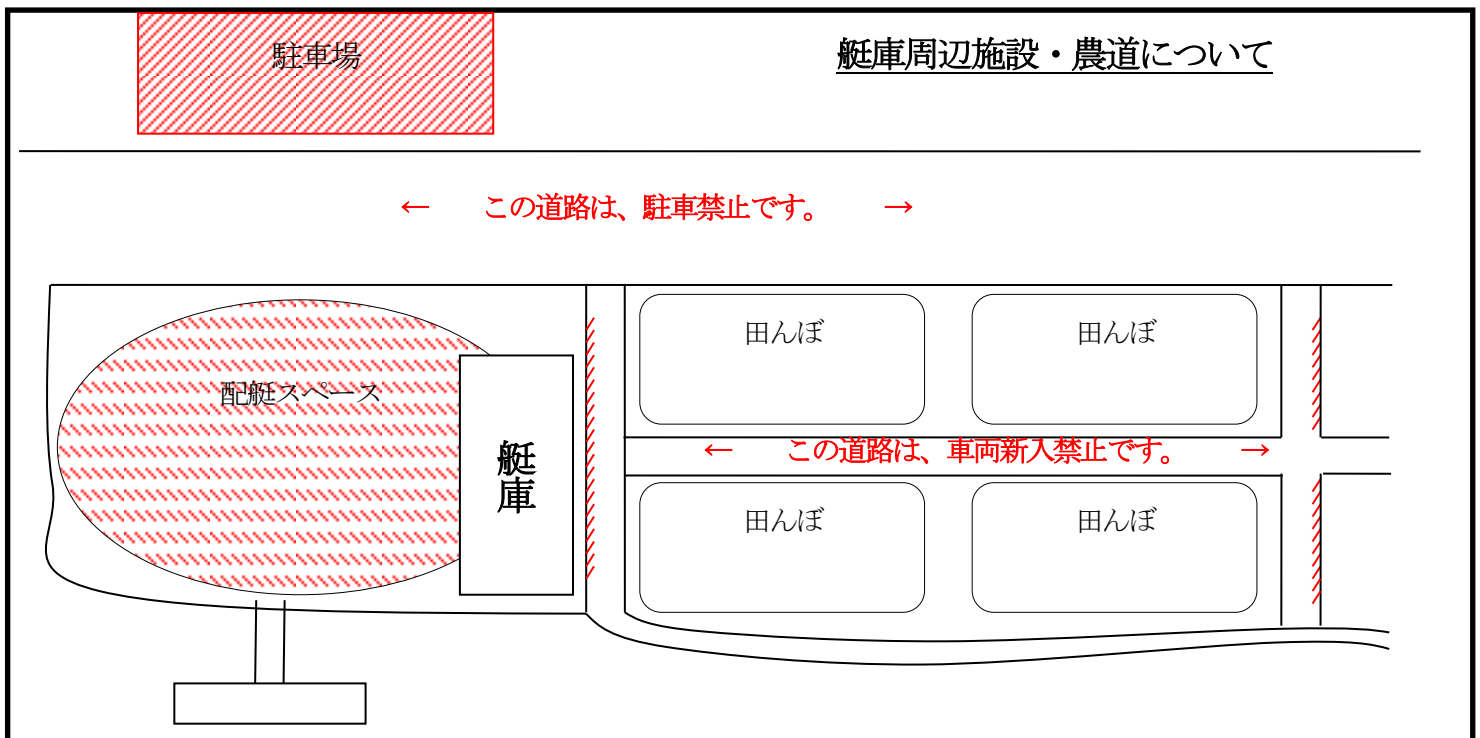 駐車場
艇庫周辺施設・農道について
← この道路は、駐車禁止です。 →
田んぼ
田んぼ
配艇スペース
艇庫
← この道路は、車両新入禁止です。 →
田んぼ
田んぼ